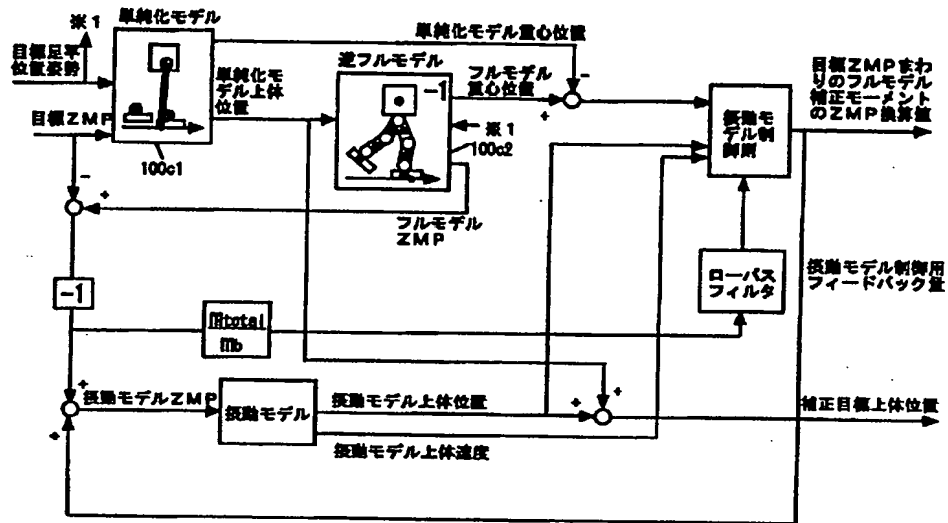 ※1
単純化モデル
目標足平
位置姿勢
単純化モデル重心位置
単純化モ
デル上体
位置
逆フルモデル
フルモデル
重心位置
目標ZMPまわ
りのフルモデル
補正モーメント
のZMP換算値
目標ZMP
-1
※1
100c1
100c2
摂動モ
デル制
御則
フルモデル
ZMP
-1
ローパス
フィルタ
摂動モデル制御用
フィードバック量
Mtotal
Mb
摂動モデルZMP
摂動モデル
摂動モデル上体位置
補正目標上体位置
摂動モデル上体速度